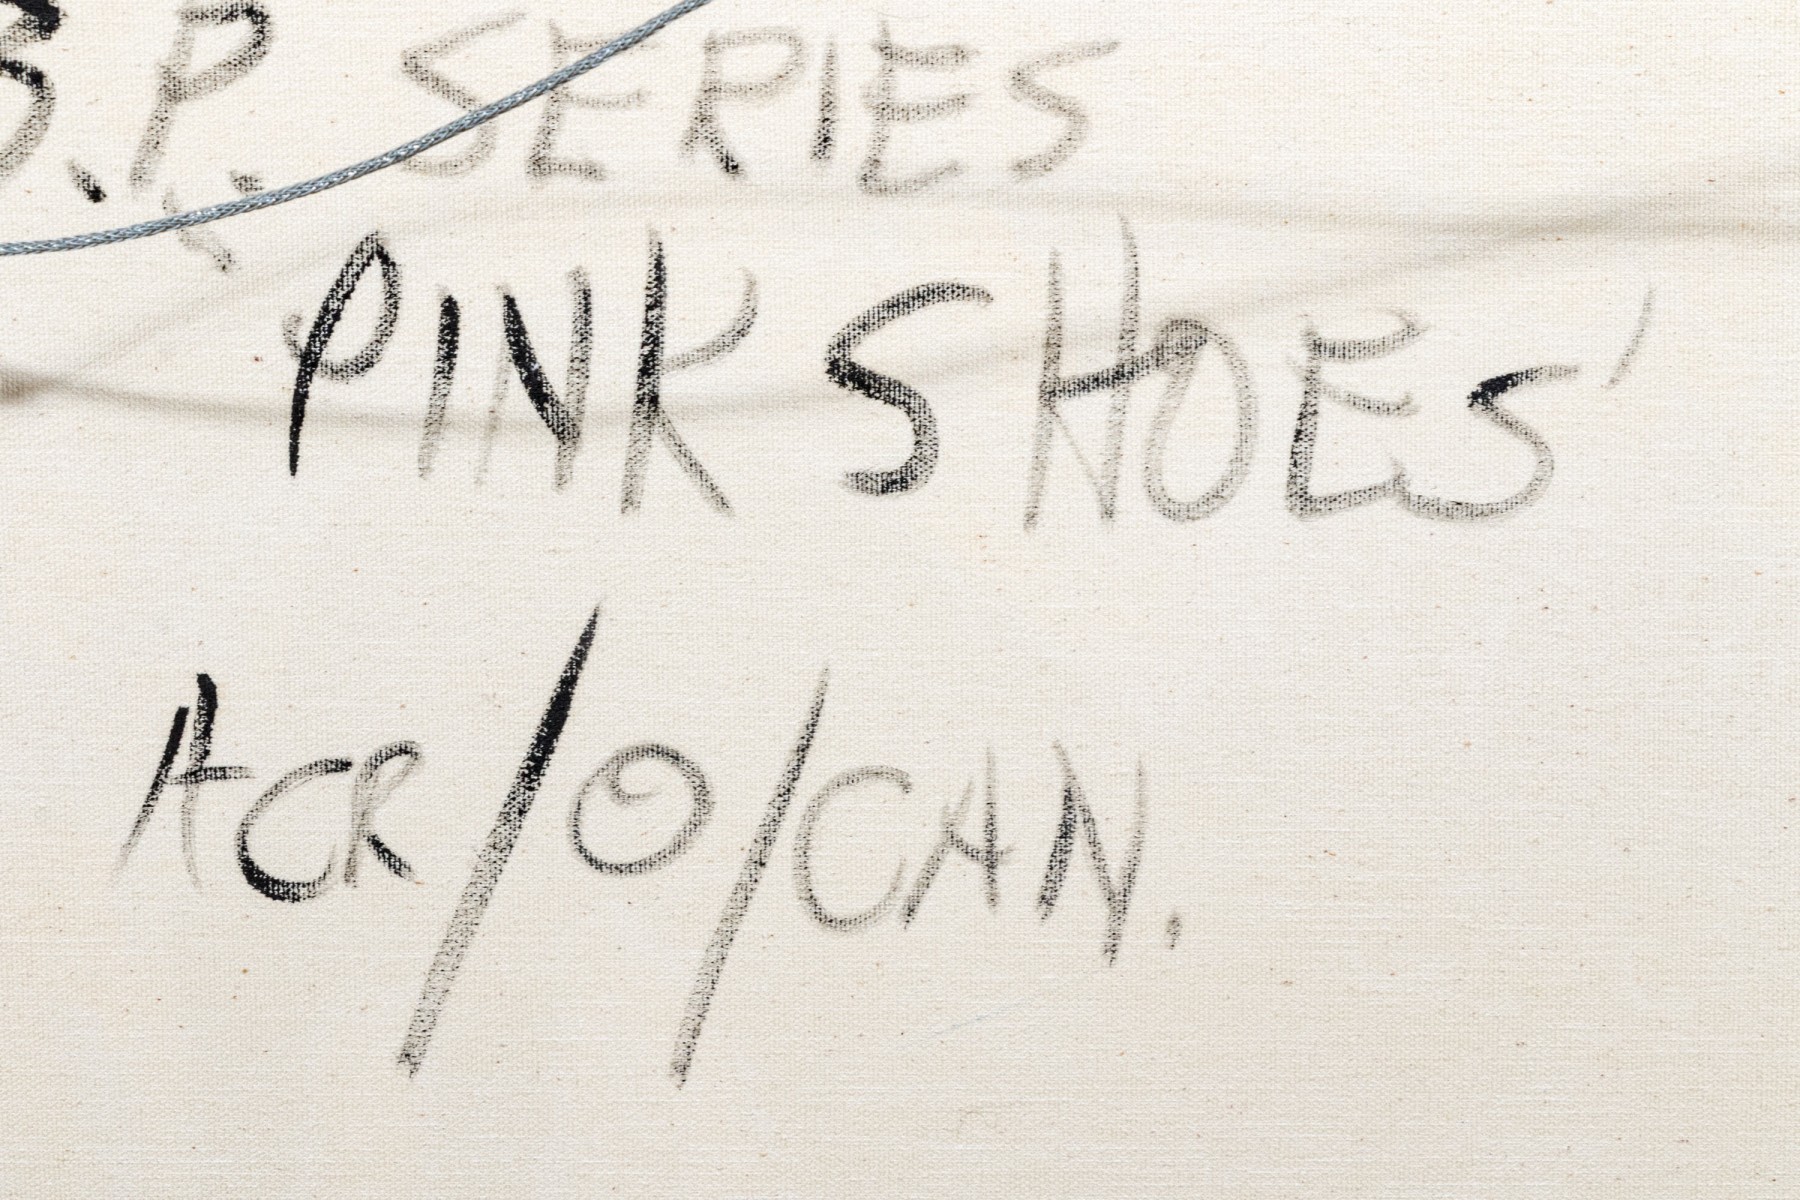 B.P. SERIES
'PINK SHOES'
ACR/O/CAN.